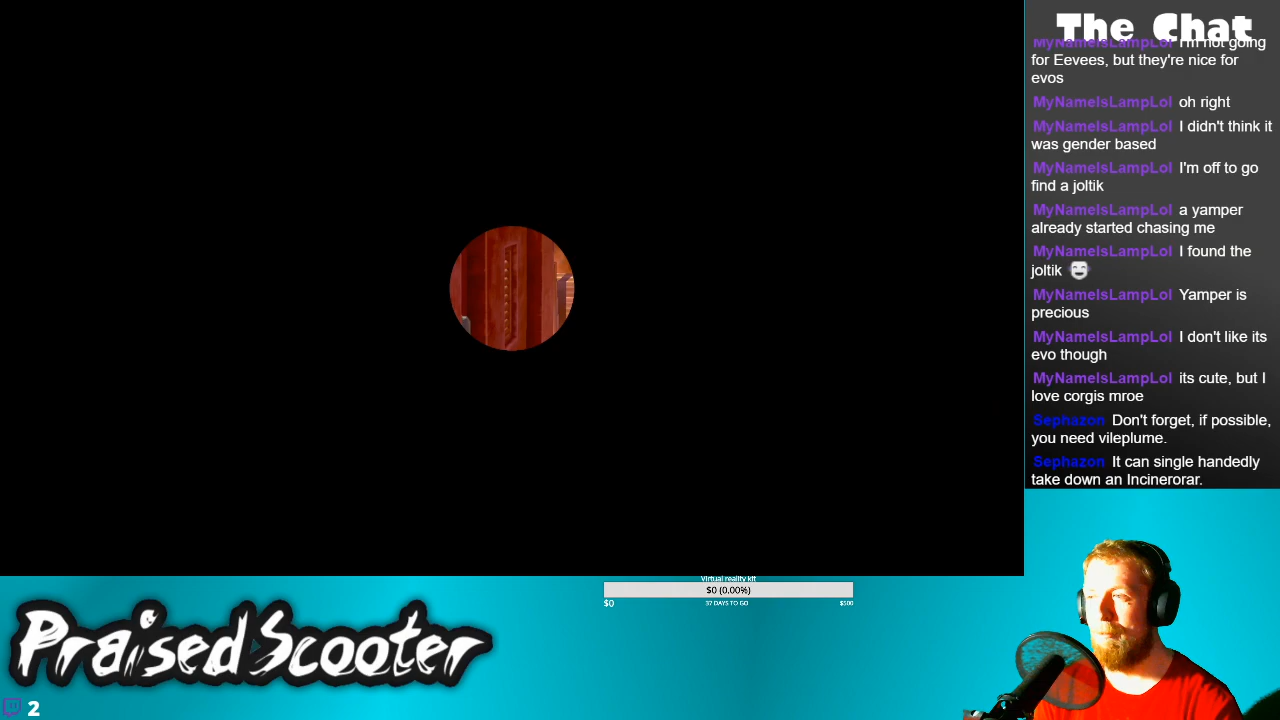 The Chat
MyNameIsLampLol I'm not going
for Eevees, but they're nice for
evos
MyNameIsLampLol oh right
MyNameIsLampLol I didn't think it
was gender based
MyNameIsLampLol I'm off to go
find a joltik
MyNameIsLampLol a yamper
already started chasing me
MyNameIsLampLol I found the
joltik
MyNameIsLampLol Yamper is
precious
MyNameIsLampLol I don't like its
evo though
MyNameIsLampLol its cute, but I
love corgis mroe
Sephazon Don't forget, if possible,
you need vileplume.
Sephazon It can single handedly
take down an Incinerorar.
Virtual reality kit
$0 (0.00%)
$0 37 DAYS TO GO $500
Praised Scooter
2